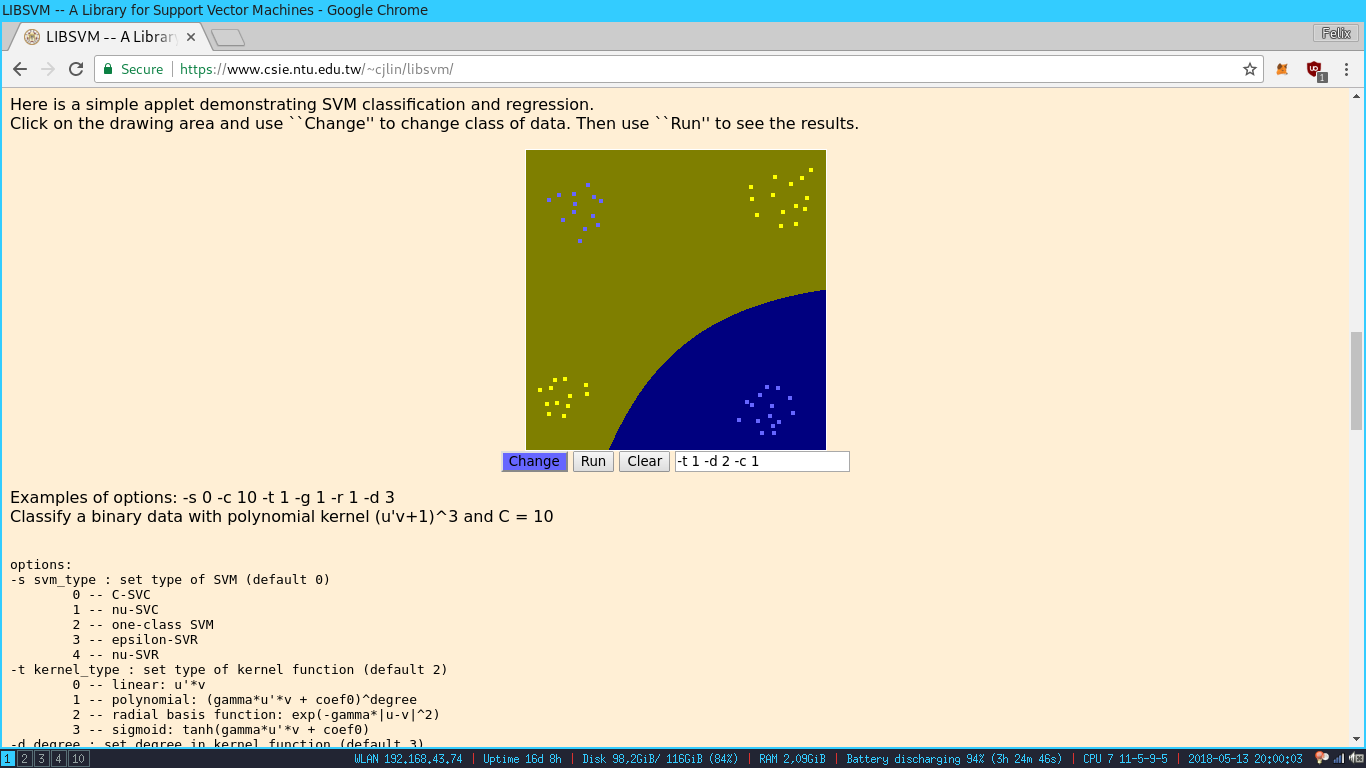 LIBSVM -- A Library for Support Vector Machines - Google Chrome
LIBSVM -- A Library
Felix
Secure
https://www.csie.ntu.edu.tw/~cjlin/libsvm/
1
Here is a simple applet demonstrating SVM classification and regression.
Click on the drawing area and use ``Change'' to change class of data. Then use ``Run'' to see the results.
Change
Run
Clear
-t 1 -d 2 -c 1
Examples of options: -s 0 -c 10 -t 1 -g 1 -r 1 -d 3
Classify a binary data with polynomial kernel (u'v+1)^3 and C = 10
options:
-s svm_type : set type of SVM (default 0)
0 -- C-SVC
1 -- nu-SVC
2 -- one-class SVM
3 -- epsilon-SVR
4 -- nu-SVR
-t kernel_type : set type of kernel function (default 2)
0 -- linear: u'*v
1 -- polynomial: (gamma*u'*v + coef0)^degree
2 -- radial basis function: exp(-gamma*|u-v|^2)
3 -- sigmoid: tanh(gamma*u'*v + coef0)
-d degree : set degree in kernel function (default 3)
1 2 3 4 10
WLAN 192.168.43.74 | Uptime 16d 8h | Disk 98,2GiB/ 116GiB (84%) | RAM 2,09GiB | Battery discharging 94% (3h 24m 46s) | CPU 7 11-5-9-5 | 2018-05-13 20:00:03